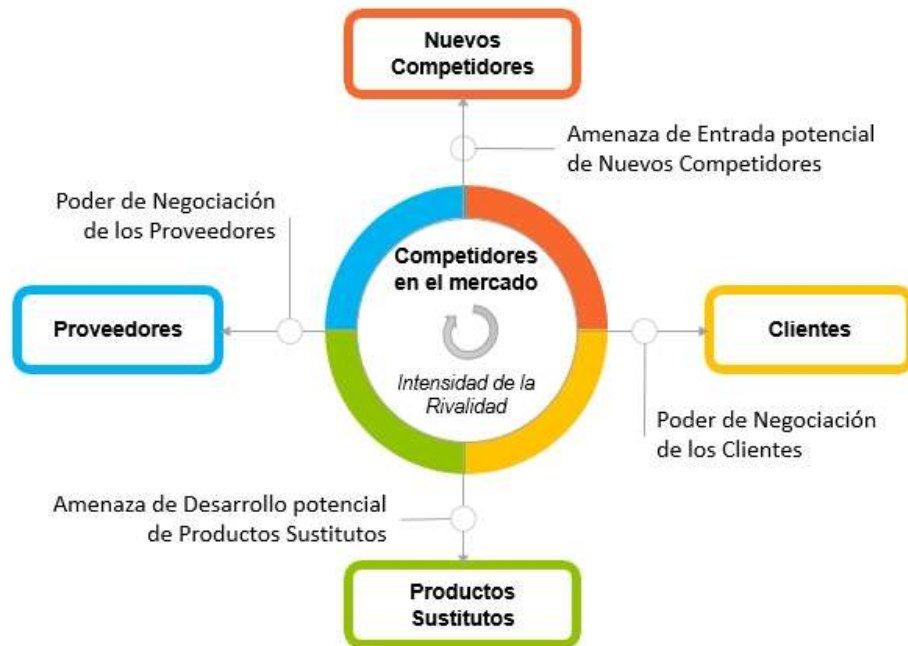 Nuevos
Competidores
Amenaza de Entrada potencial
de Nuevos Competidores
Poder de Negociación
de los Proveedores
Competidores
en el mercado
Proveedores
Clientes
Intensidad de la
Rivalidad
Poder de Negociación
de los Clientes
Amenaza de Desarrollo potencial
de Productos Sustitutos
Productos
Sustitutos